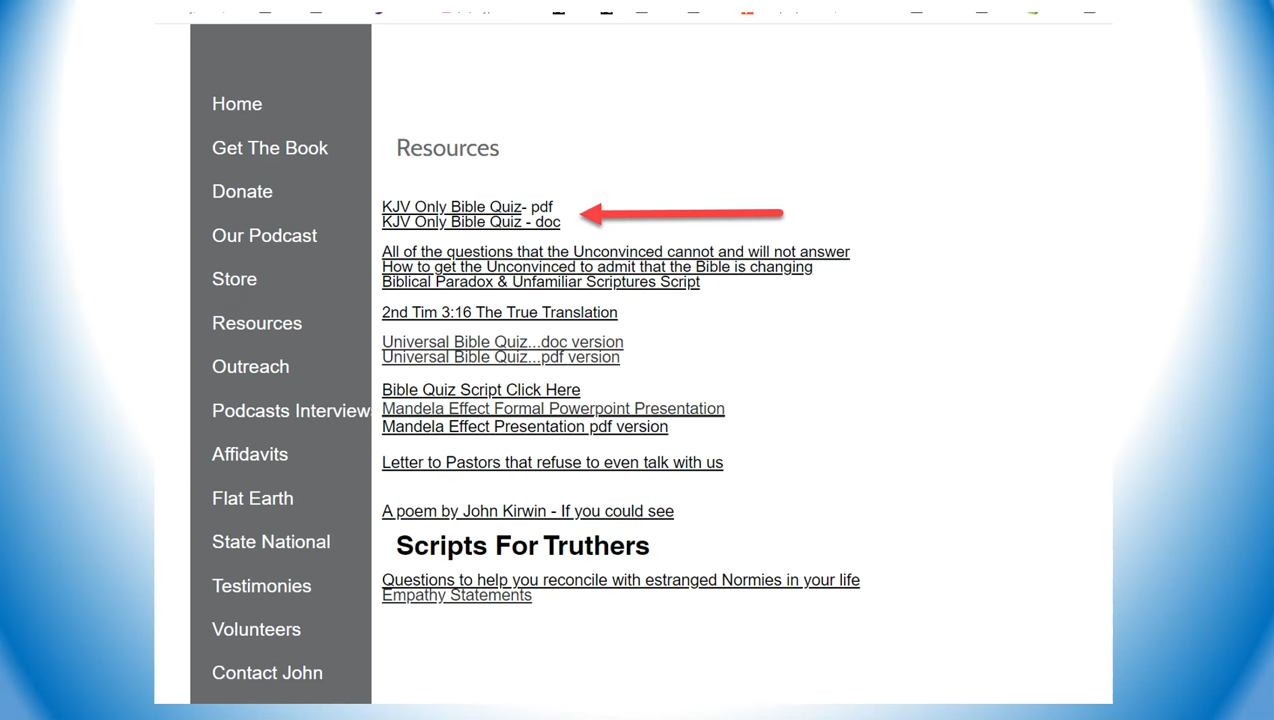 Home
Get The Book
Donate
Our Podcast
Store
Resources
Outreach
Podcasts Interviews
Affidavits
Flat Earth
State National
Testimonies
Volunteers
Contact John
Resources
KJV Only Bible Quiz- pdf
KJV Only Bible Quiz - doc
All of the questions that the Unconvinced cannot and will not answer
How to get the Unconvinced to admit that the Bible is changing
Biblical Paradox & Unfamiliar Scriptures Script
2nd Tim 3:16 The True Translation
Universal Bible Quiz...doc version
Universal Bible Quiz...pdf version
Bible Quiz Script Click Here
Mandela Effect Formal Powerpoint Presentation
Mandela Effect Presentation pdf version
Letter to Pastors that refuse to even talk with us
A poem by John Kirwin - If you could see
Scripts For Truthers
Questions to help you reconcile with estranged Normies in your life
Empathy Statements